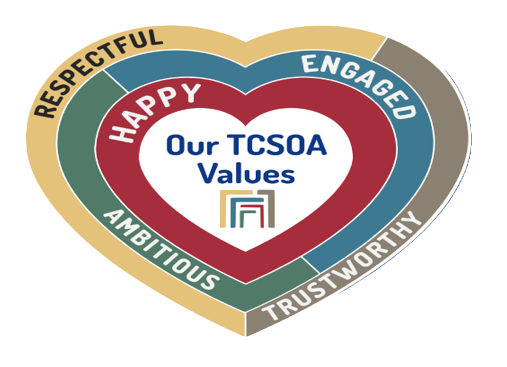 RESPECTFUL
ENGAGED
HAPPY
Our TCSOA
Values
AMBITIOUS
TRUSTWORTHY